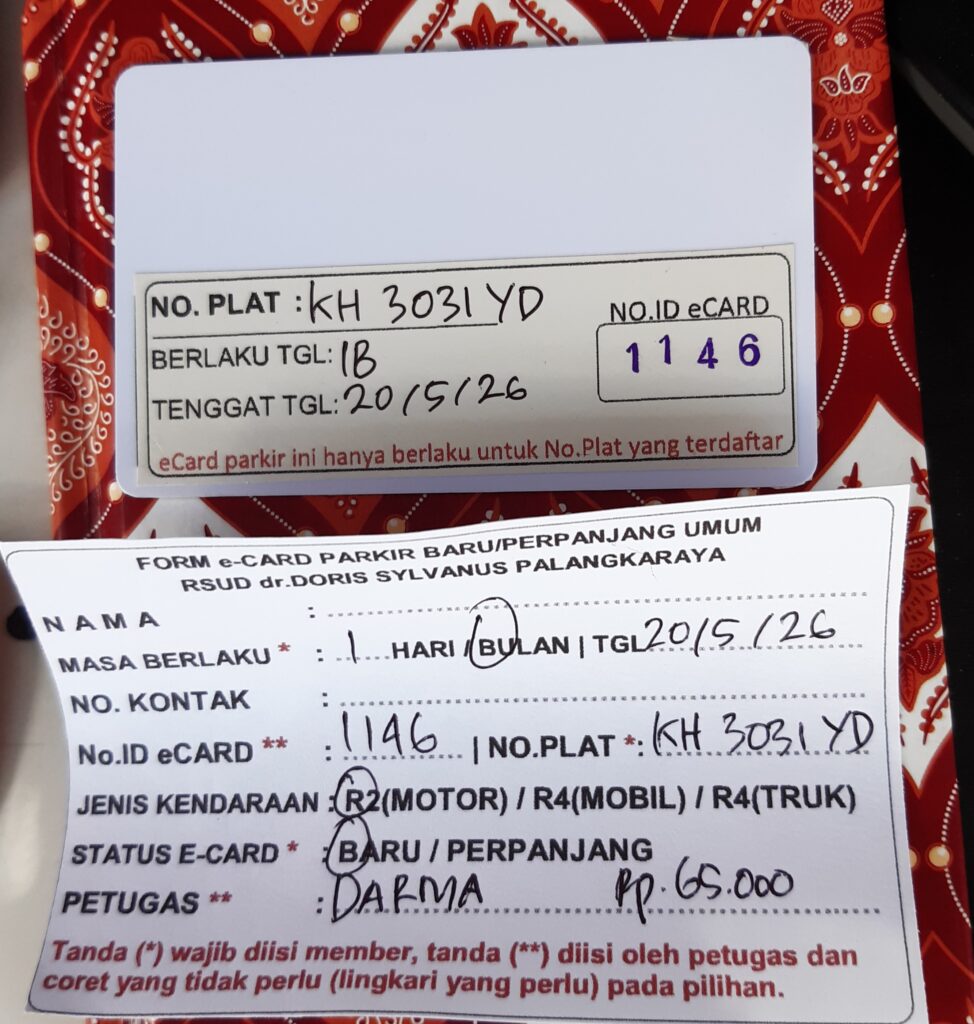 NO. PLAT : KH 3031 YD
NO.ID eCARD
1146
BERLAKU TGL: 1B
TENGGAT TGL: 20/5/26
eCard parkir ini hanya berlaku untuk No.Plat yang terdaftar
FORM e-CARD PARKIR BARU/PERPANJANG UMUM
RSUD dr.DORIS SYLVANUS PALANGKARAYA
NAMA :
MASA BERLAKU * : 1 HARI / BULAN | TGL 20/5/26
NO. KONTAK :
No.ID eCARD ** : 1146 | NO.PLAT *: KH 3031 YD
JENIS KENDARAAN : R2(MOTOR) / R4(MOBIL) / R4(TRUK)
STATUS E-CARD * : BARU / PERPANJANG
PETUGAS ** : DARMA Rp. 65.000
Tanda (*) wajib diisi member, tanda (**) diisi oleh petugas dan
coret yang tidak perlu (lingkari yang perlu) pada pilihan.